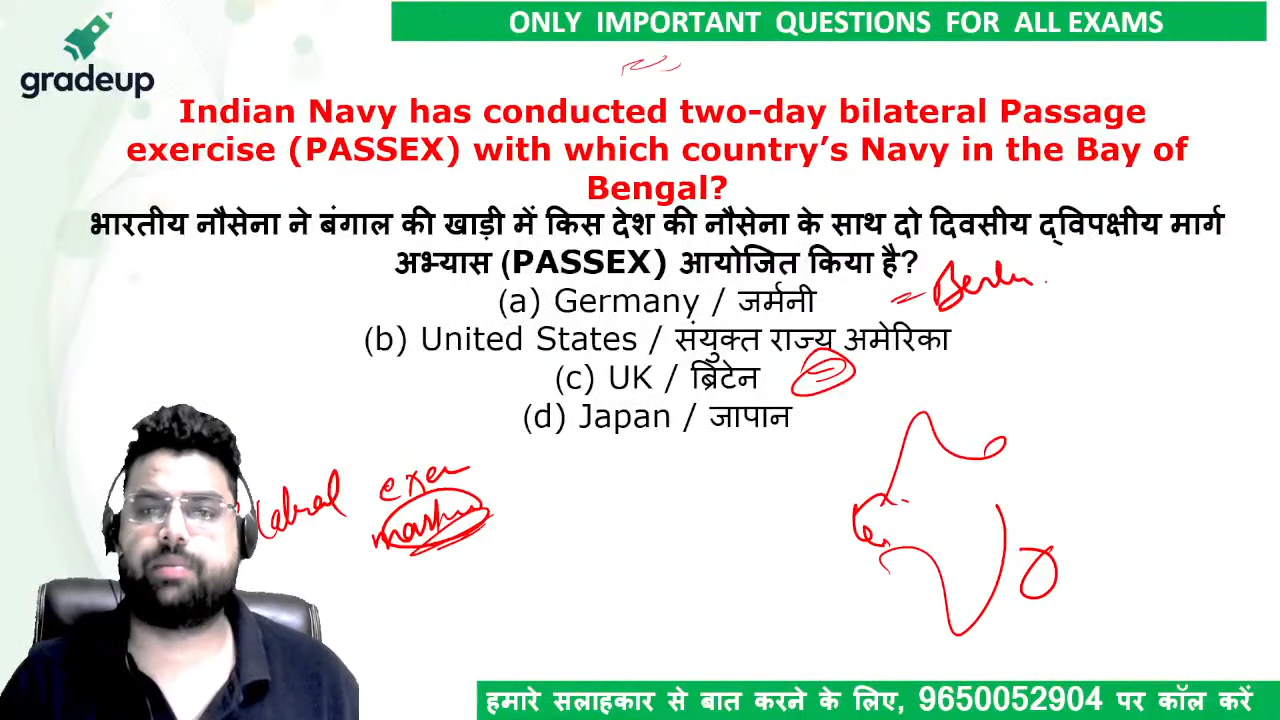 gradeup
ONLY IMPORTANT QUESTIONS FOR ALL EXAMS
Indian Navy has conducted two-day bilateral Passage
exercise (PASSEX) with which country’s Navy in the Bay of
Bengal?
भारतीय नौसेना ने बंगाल की खाड़ी में किस देश की नौसेना के साथ दो दिवसीय द्विपक्षीय मार्ग
अभ्यास (PASSEX) आयोजित किया है?
(a) Germany / जर्मनी
(b) United States / संयुक्त राज्य अमेरिका
(c) UK / ब्रिटेन
(d) Japan / जापान
हमारे सलाहकार से बात करने के लिए, 9650052904 पर कॉल करें